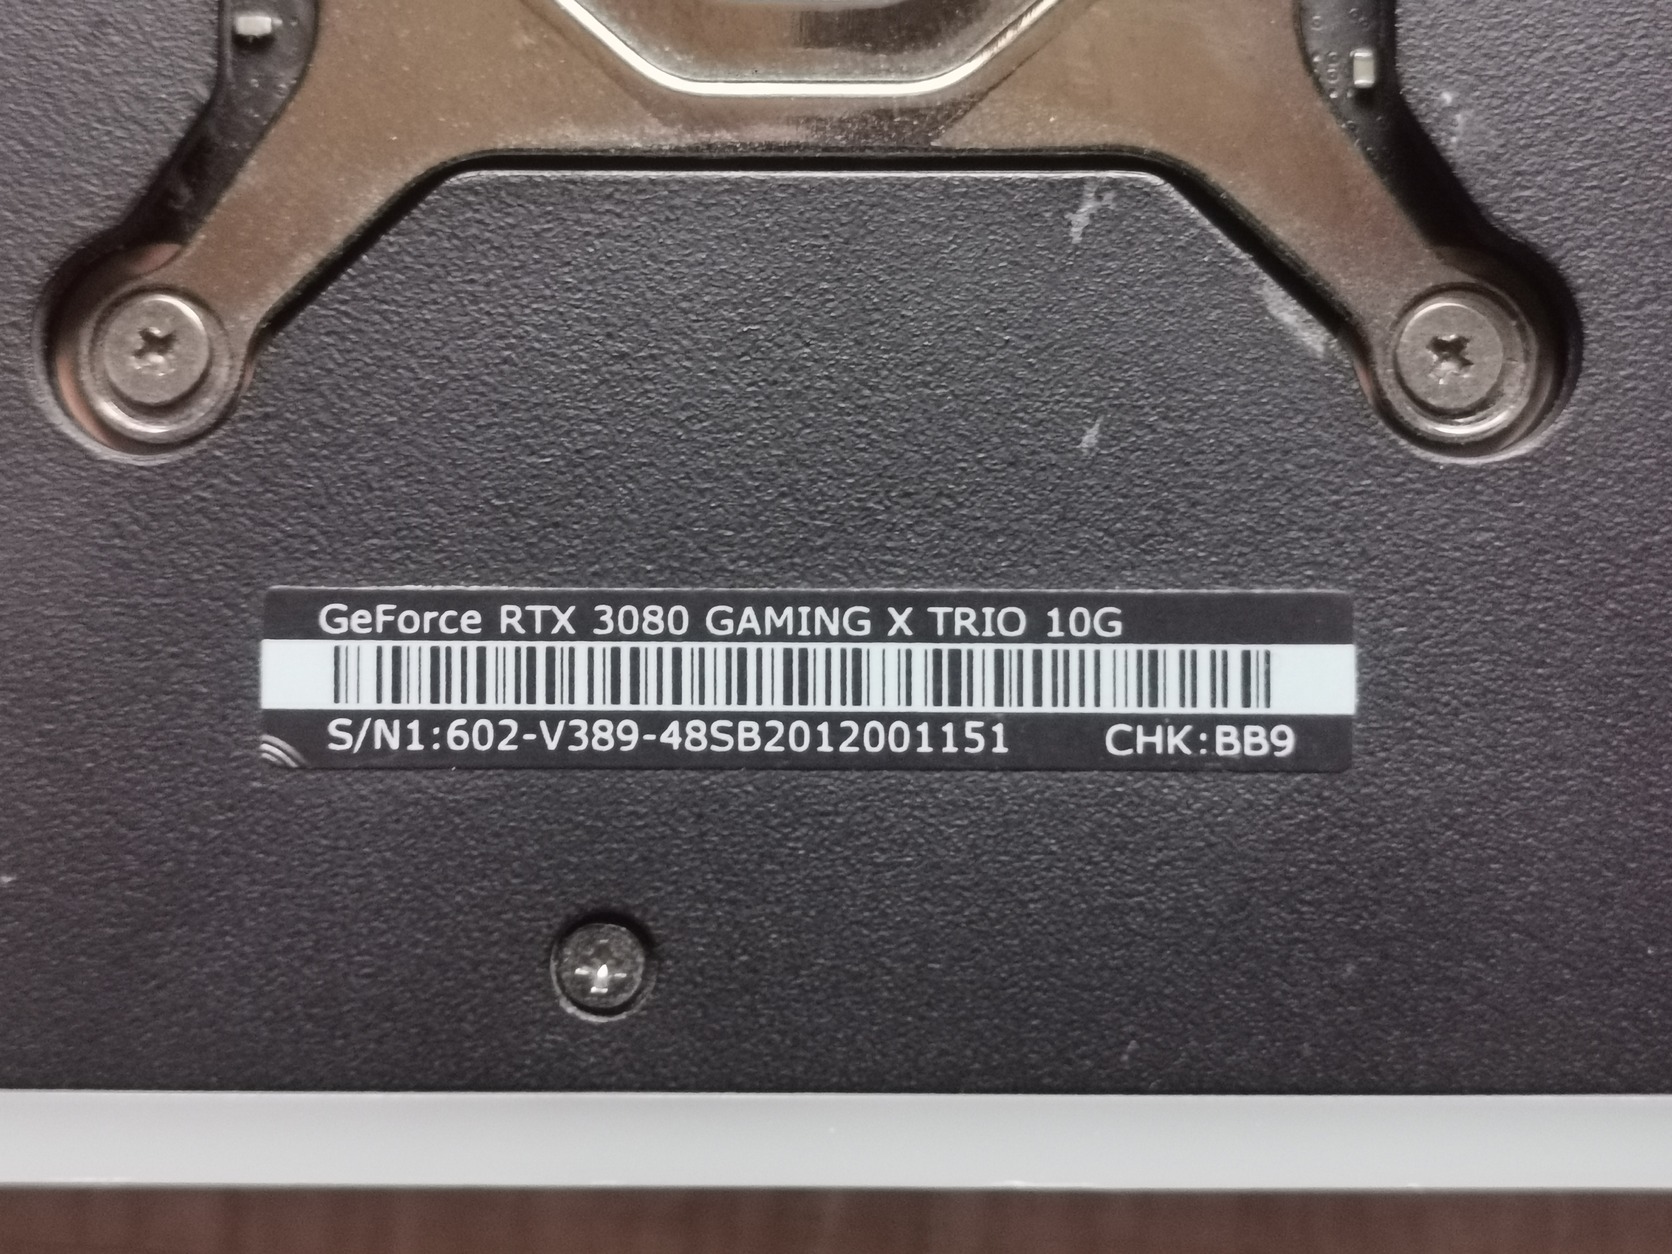 GeForce RTX 3080 GAMING X TRIO 10G
S/N1:602-V389-48SB2012001151 CHK:BB9